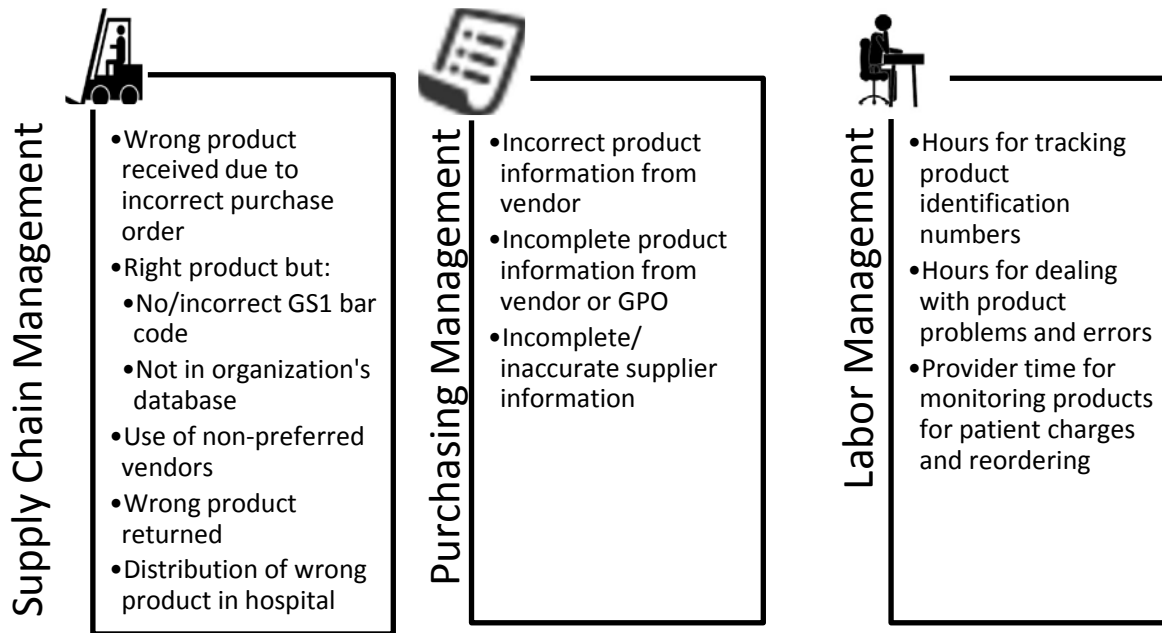 Supply Chain Management
•Wrong product
received due to
incorrect purchase
order
•Right product but:
•No/incorrect GS1 bar
code
•Not in organization's
database
•Use of non-preferred
vendors
•Wrong product
returned
•Distribution of wrong
product in hospital
Purchasing Management
•Incorrect product
information from
vendor
•Incomplete product
information from
vendor or GPO
•Incomplete/
inaccurate supplier
information
Labor Management
•Hours for tracking
product
identification
numbers
•Hours for dealing
with product
problems and errors
•Provider time for
monitoring products
for patient charges
and reordering